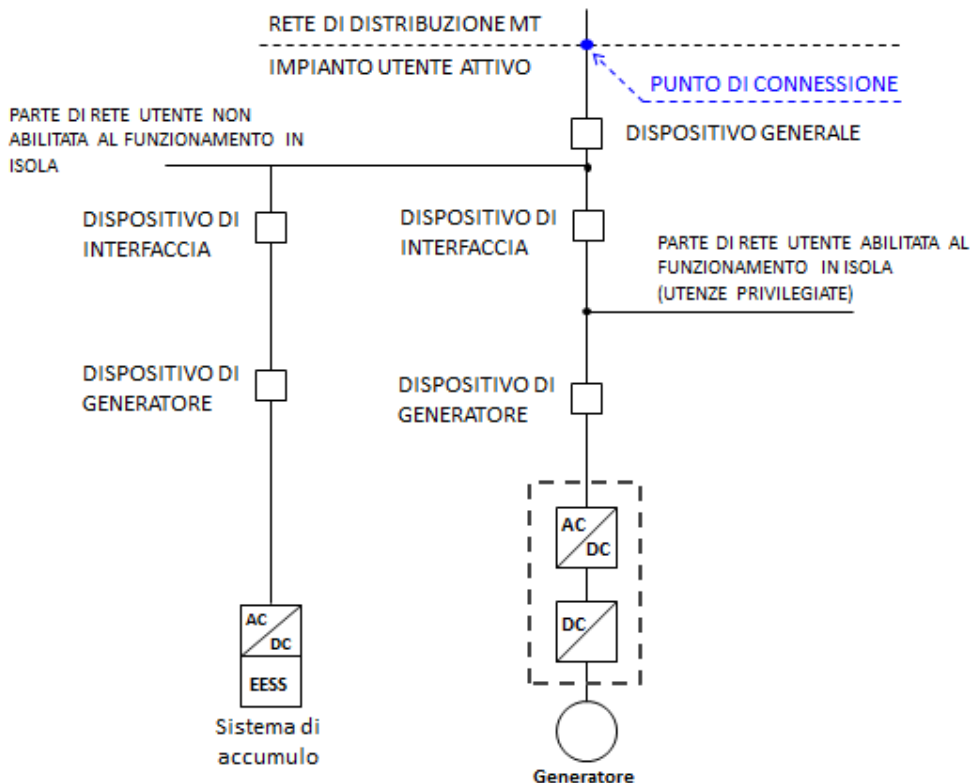 RETE DI DISTRIBUZIONE MT
IMPIANTO UTENTE ATTIVO
PUNTO DI CONNESSIONE
PARTE DI RETE UTENTE NON
ABILITATA AL FUNZIONAMENTO IN
ISOLA
DISPOSITIVO GENERALE
DISPOSITIVO DI
INTERFACCIA
DISPOSITIVO DI
INTERFACCIA
PARTE DI RETE UTENTE ABILITATA AL
FUNZIONAMENTO IN ISOLA
(UTENZE PRIVILEGIATE)
DISPOSITIVO DI
GENERATORE
DISPOSITIVO DI
GENERATORE
AC
DC
DC
AC
DC
EESS
Sistema di
accumulo
Generatore